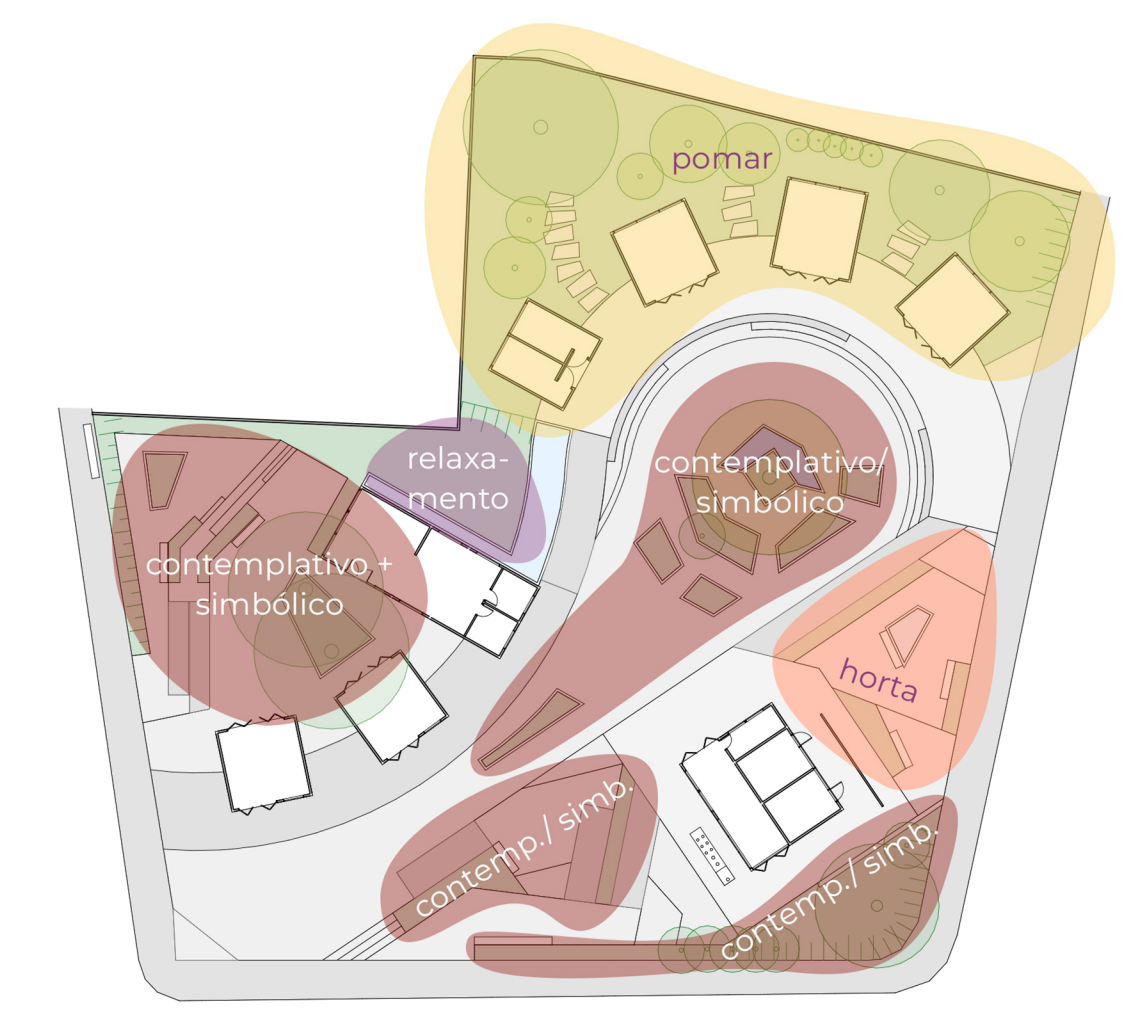 pomar
relaxa-
mento
contemplativo/
simbólico
contemplativo +
simbólico
horta
contemp./ simb.
contemp./ simb.